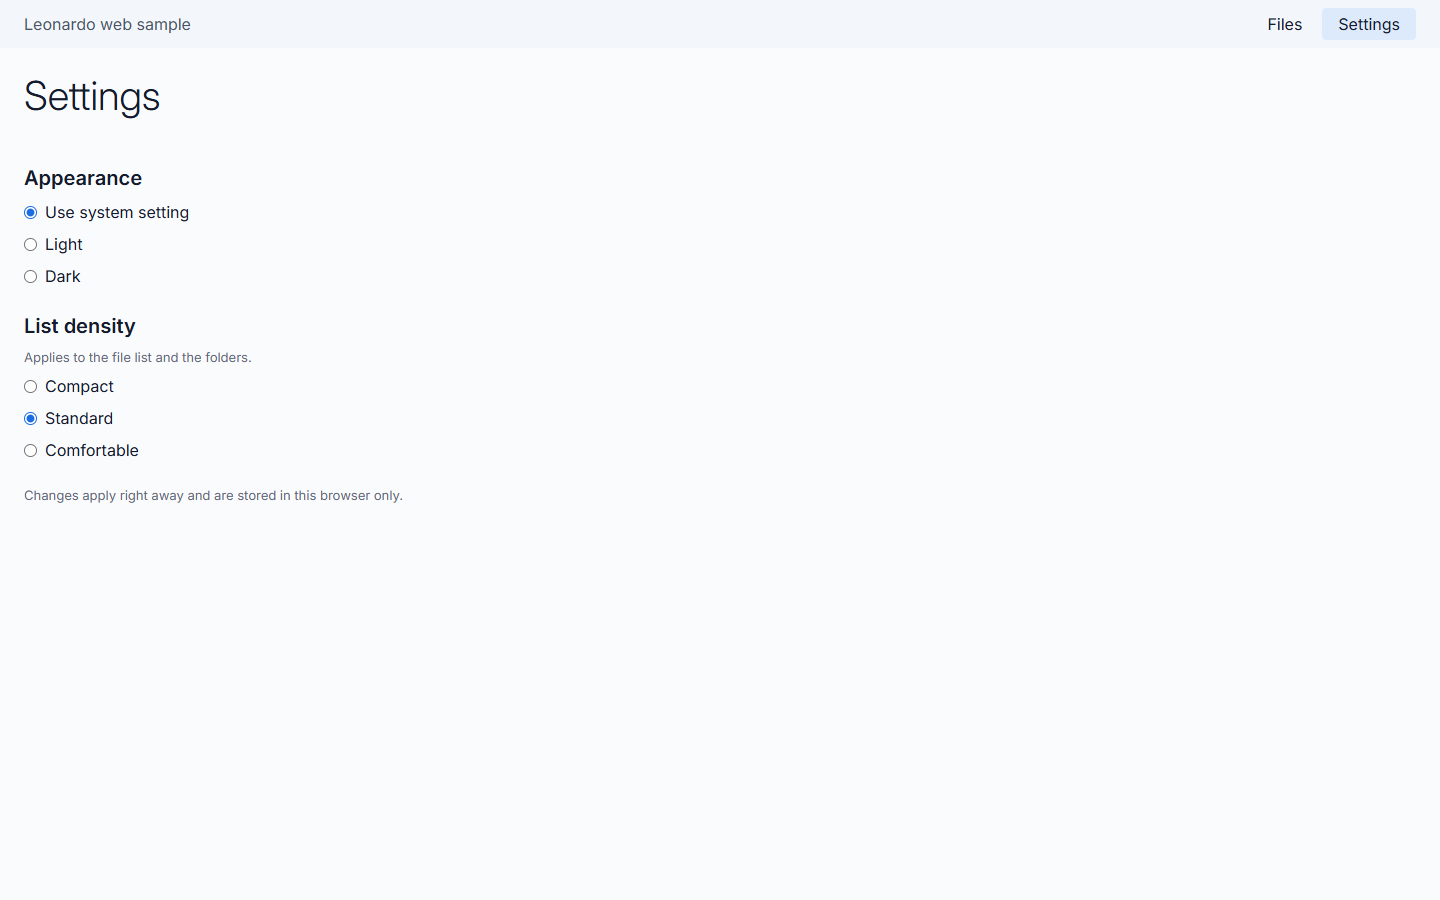 Leonardo web sample
Files
Settings
Settings
Appearance
Use system setting
Light
Dark
List density
Applies to the file list and the folders.
Compact
Standard
Comfortable
Changes apply right away and are stored in this browser only.